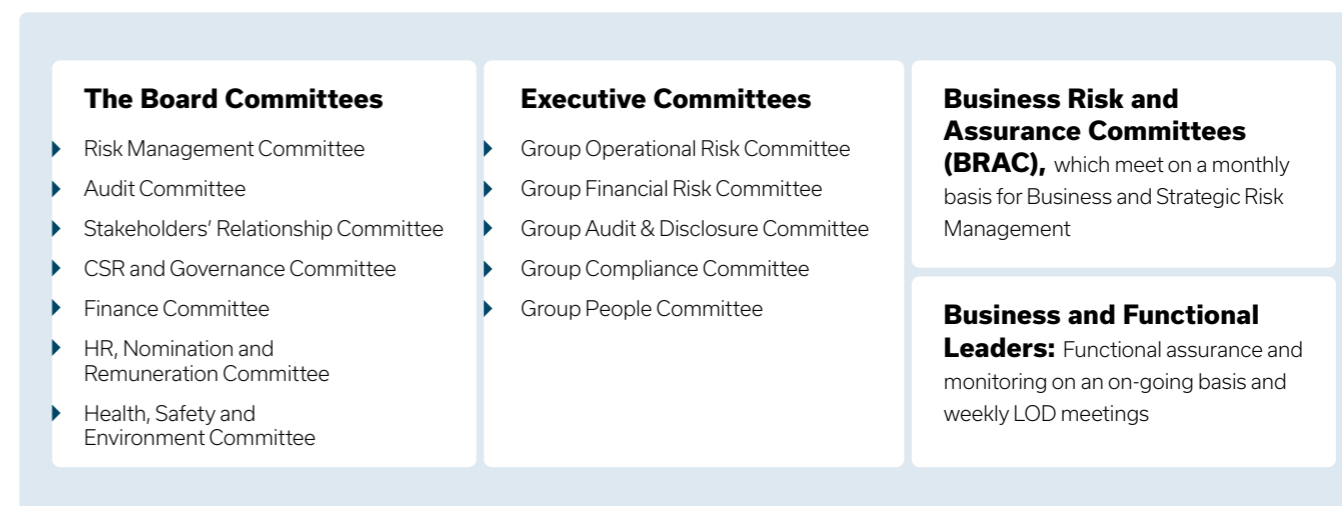 The Board Committees
Risk Management Committee
Audit Committee
Stakeholders’ Relationship Committee
CSR and Governance Committee
Finance Committee
HR, Nomination and
Remuneration Committee
Health, Safety and
Environment Committee
Executive Committees
Group Operational Risk Committee
Group Financial Risk Committee
Group Audit & Disclosure Committee
Group Compliance Committee
Group People Committee
Business Risk and
Assurance Committees
(BRAC), which meet on a monthly
basis for Business and Strategic Risk
Management
Business and Functional
Leaders: Functional assurance and
monitoring on an on-going basis and
weekly LOD meetings